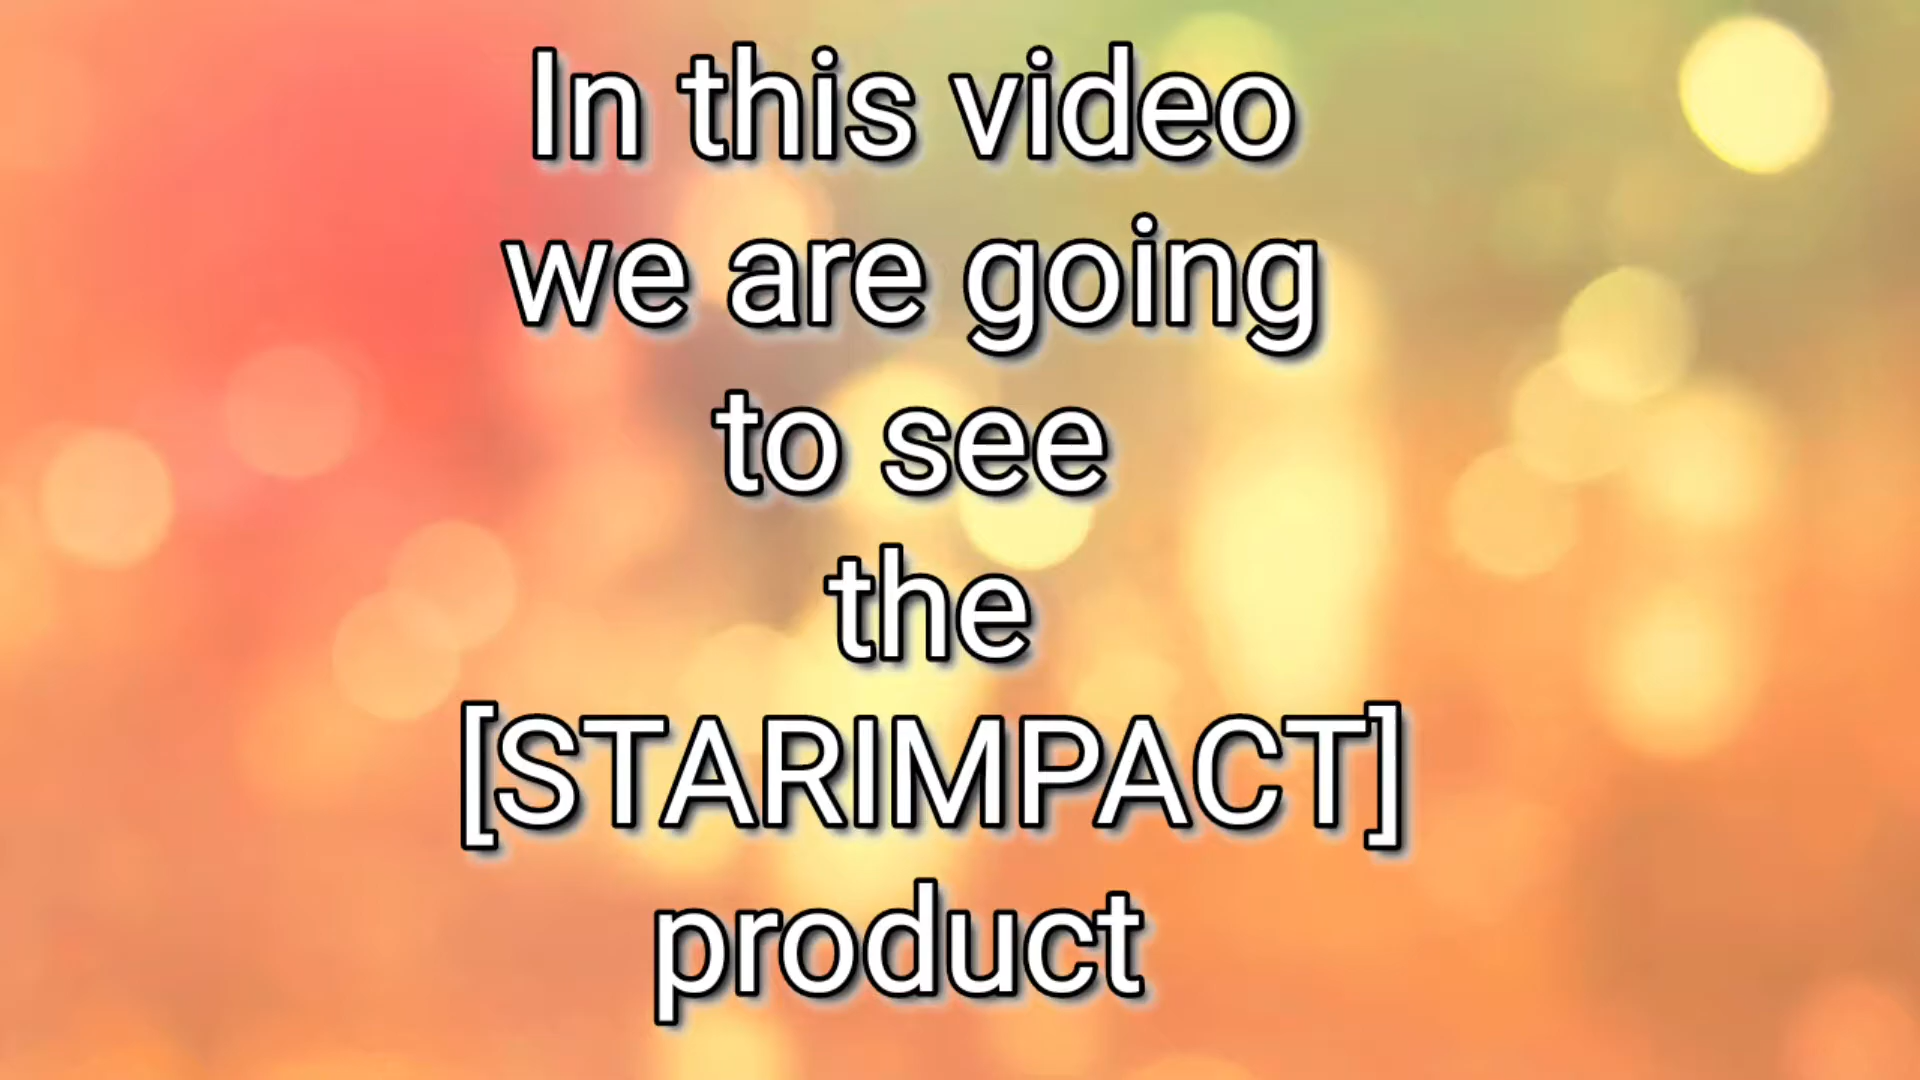 In this video
we are going
to see
the
[STARIMPACT]
product